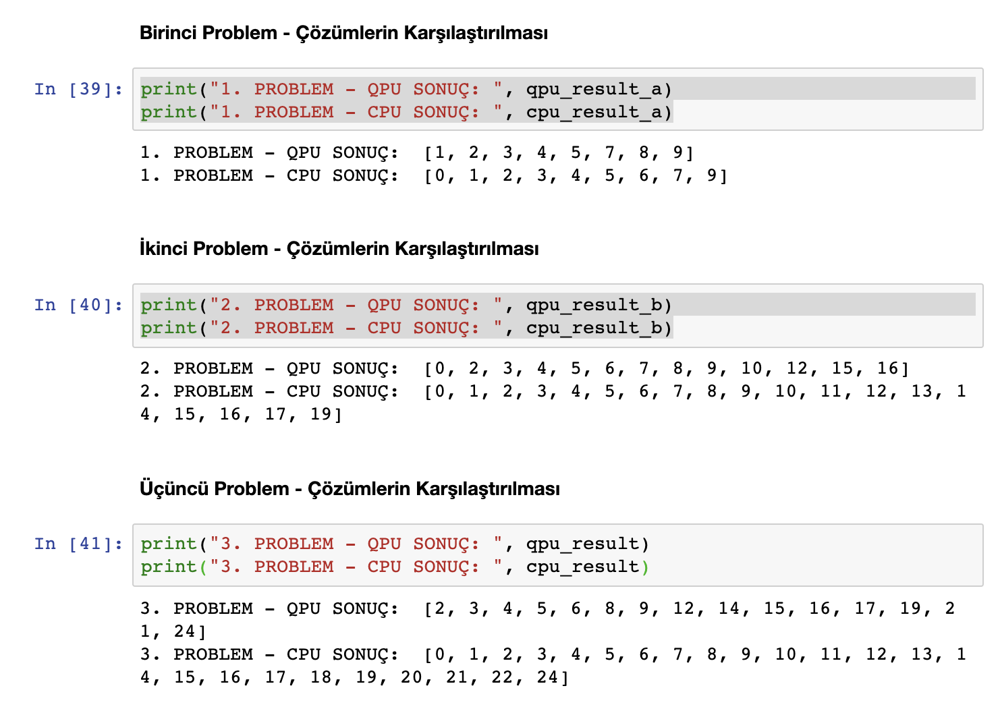 Birinci Problem - Çözümlerin Karşılaştırılması
In [39]: print("1. PROBLEM - QPU SONUÇ: ", qpu_result_a)
print("1. PROBLEM - CPU SONUÇ: ", cpu_result_a)
1. PROBLEM - QPU SONUÇ:  [1, 2, 3, 4, 5, 7, 8, 9]
1. PROBLEM - CPU SONUÇ:  [0, 1, 2, 3, 4, 5, 6, 7, 9]
İkinci Problem - Çözümlerin Karşılaştırılması
In [40]: print("2. PROBLEM - QPU SONUÇ: ", qpu_result_b)
print("2. PROBLEM - CPU SONUÇ: ", cpu_result_b)
2. PROBLEM - QPU SONUÇ:  [0, 2, 3, 4, 5, 6, 7, 8, 9, 10, 12, 15, 16]
2. PROBLEM - CPU SONUÇ:  [0, 1, 2, 3, 4, 5, 6, 7, 8, 9, 10, 11, 12, 13, 1
4, 15, 16, 17, 19]
Üçüncü Problem - Çözümlerin Karşılaştırılması
In [41]: print("3. PROBLEM - QPU SONUÇ: ", qpu_result)
print("3. PROBLEM - CPU SONUÇ: ", cpu_result)
3. PROBLEM - QPU SONUÇ:  [2, 3, 4, 5, 6, 8, 9, 12, 14, 15, 16, 17, 19, 2
1, 24]
3. PROBLEM - CPU SONUÇ:  [0, 1, 2, 3, 4, 5, 6, 7, 8, 9, 10, 11, 12, 13, 1
4, 15, 16, 17, 18, 19, 20, 21, 22, 24]